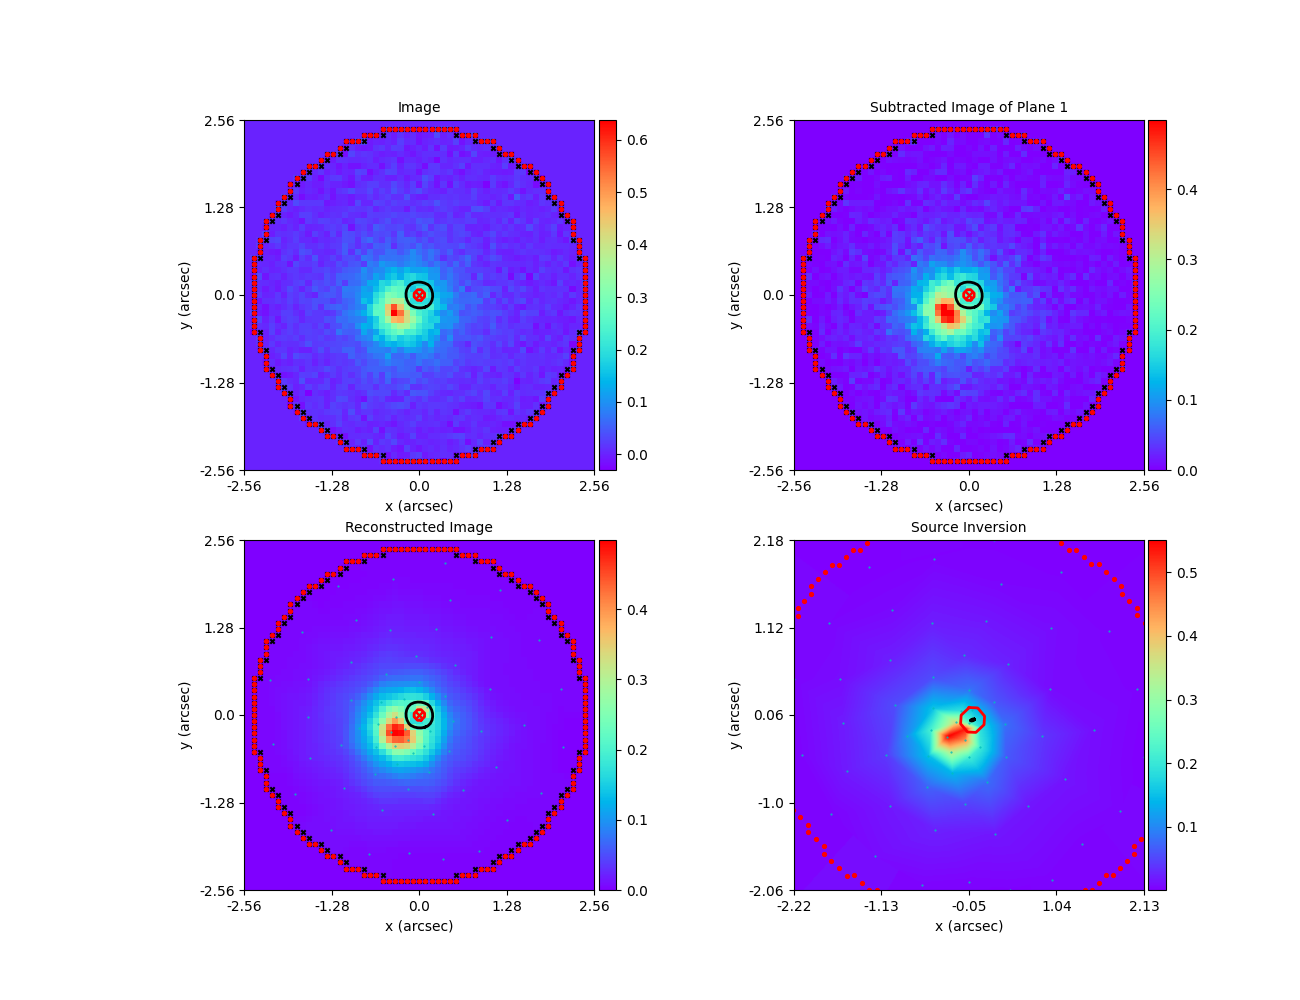 Image
2.56
1.28
0.0
-1.28
-2.56
y (arcsec)
-2.56 -1.28 0.0 1.28 2.56
x (arcsec)
0.6
0.5
0.4
0.3
0.2
0.1
0.0
Subtracted Image of Plane 1
2.56
1.28
0.0
-1.28
-2.56
y (arcsec)
-2.56 -1.28 0.0 1.28 2.56
x (arcsec)
0.4
0.3
0.2
0.1
0.0
Reconstructed Image
2.56
1.28
0.0
-1.28
-2.56
y (arcsec)
-2.56 -1.28 0.0 1.28 2.56
x (arcsec)
0.4
0.3
0.2
0.1
0.0
Source Inversion
2.18
1.12
0.06
-1.0
-2.06
y (arcsec)
-2.22 -1.13 -0.05 1.04 2.13
x (arcsec)
0.5
0.4
0.3
0.2
0.1